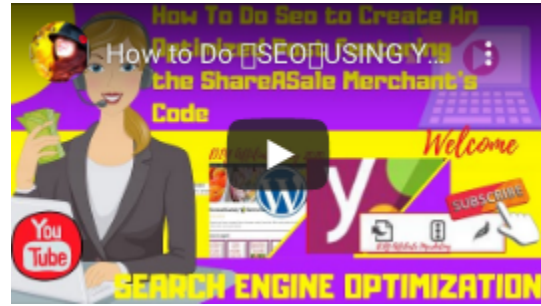 How To Do Seo to Create An
How to Do SEO USING Y...
the ShareASale Merchant's
Code
Welcome
SUBSCRIBE
You
Tube
SEARCH ENGINE OPTIMIZATION